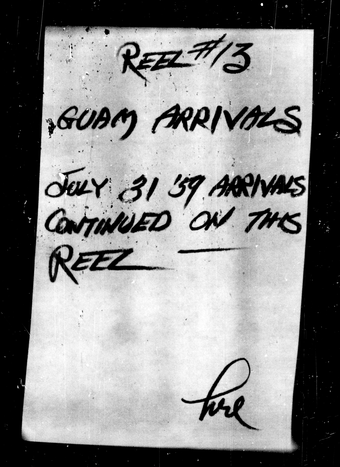 REEL #13
GUAM ARRIVALS
JULY 31 '59 ARRIVALS
CONTINUED ON THIS
REEL